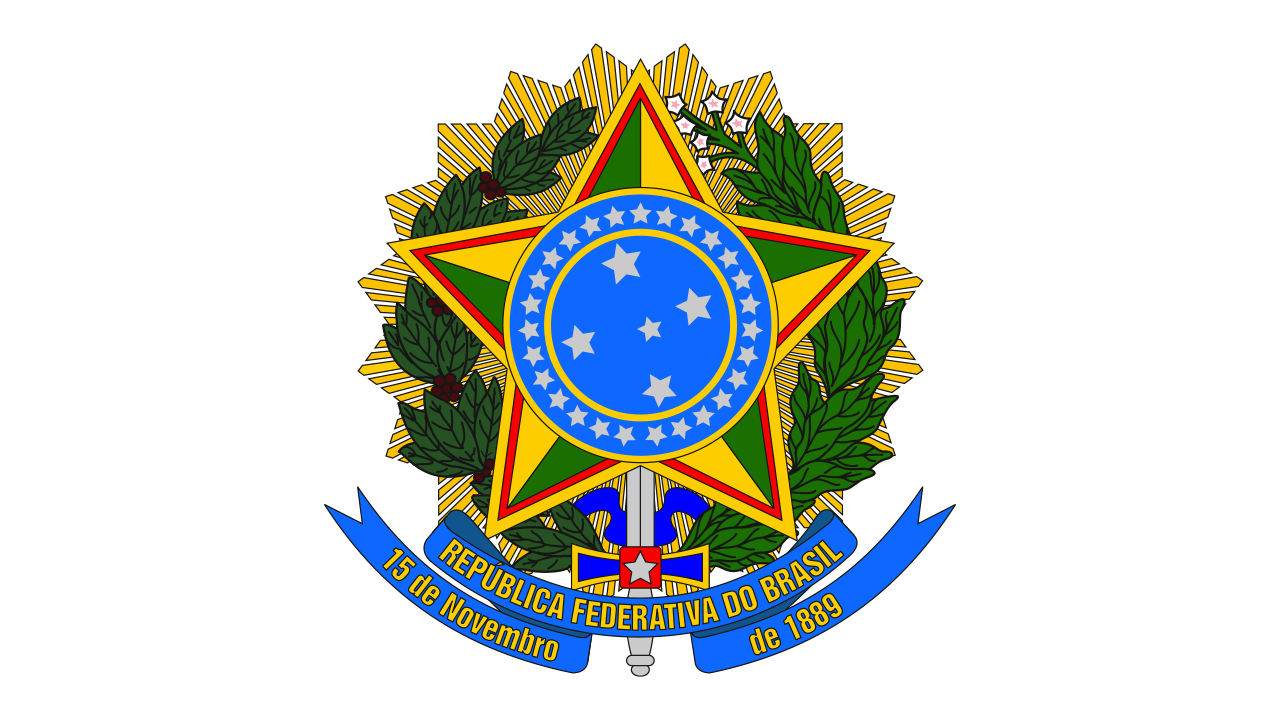 REPÚBLICA FEDERATIVA DO BRASIL
15 de Novembro
de 1889